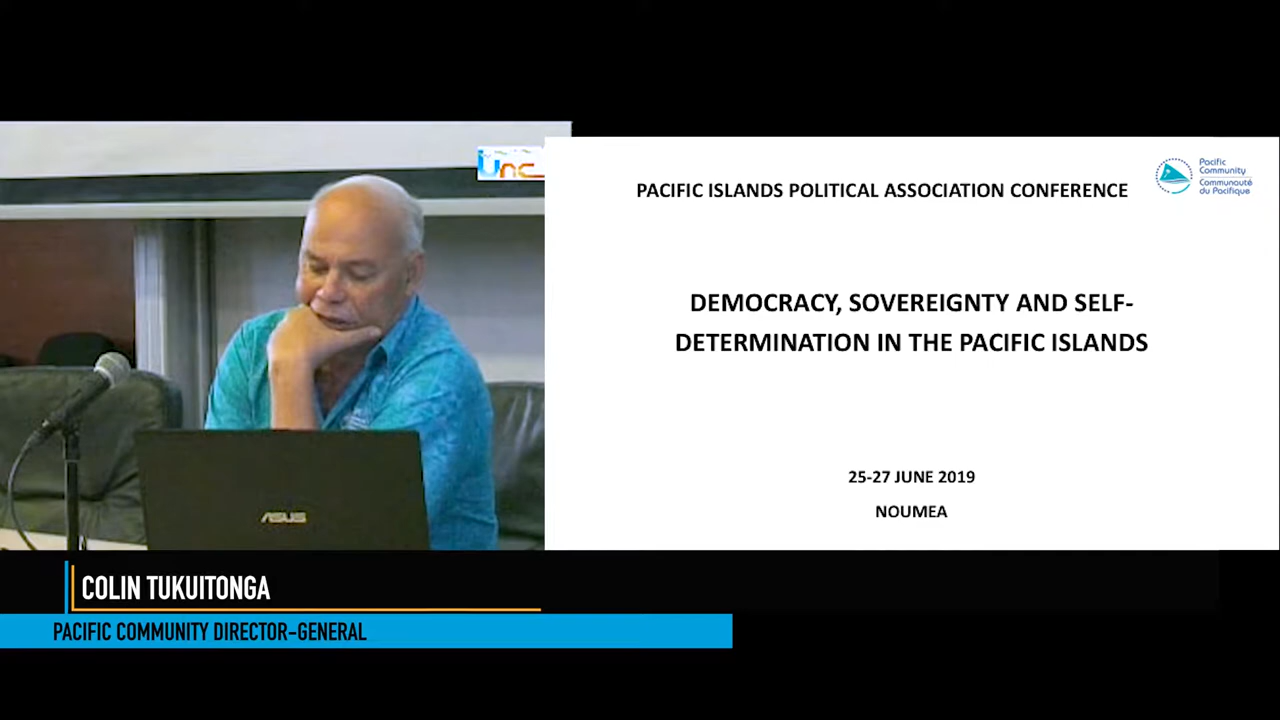 Unc
PACIFIC ISLANDS POLITICAL ASSOCIATION CONFERENCE
Pacific
Community
Communauté
du Pacifique
DEMOCRACY, SOVEREIGNTY AND SELF-
DETERMINATION IN THE PACIFIC ISLANDS
25-27 JUNE 2019
NOUMEA
ASUS
COLIN TUKUITONGA
PACIFIC COMMUNITY DIRECTOR-GENERAL